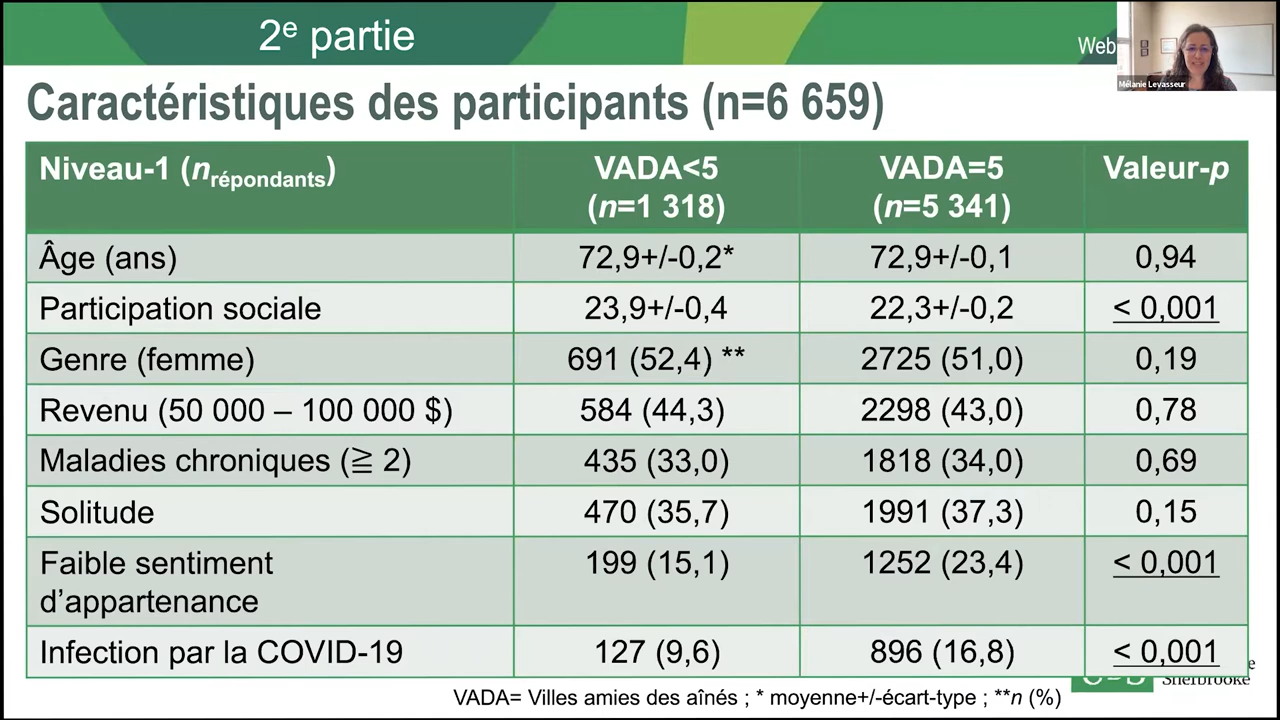 2e partie
Web
Mélanie Levasseur
Caractéristiques des participants (n=6 659)
Niveau-1 (nrépondants) VADA<5 (n=1 318) VADA=5 (n=5 341) Valeur-p
Âge (ans) 72,9+/-0,2* 72,9+/-0,1 0,94
Participation sociale 23,9+/-0,4 22,3+/-0,2 < 0,001
Genre (femme) 691 (52,4) ** 2725 (51,0) 0,19
Revenu (50 000 – 100 000 $) 584 (44,3) 2298 (43,0) 0,78
Maladies chroniques (≧ 2) 435 (33,0) 1818 (34,0) 0,69
Solitude 470 (35,7) 1991 (37,3) 0,15
Faible sentiment d’appartenance 199 (15,1) 1252 (23,4) < 0,001
Infection par la COVID-19 127 (9,6) 896 (16,8) < 0,001
Sherbrooke
VADA= Villes amies des aînés ; * moyenne+/-écart-type ; **n (%)